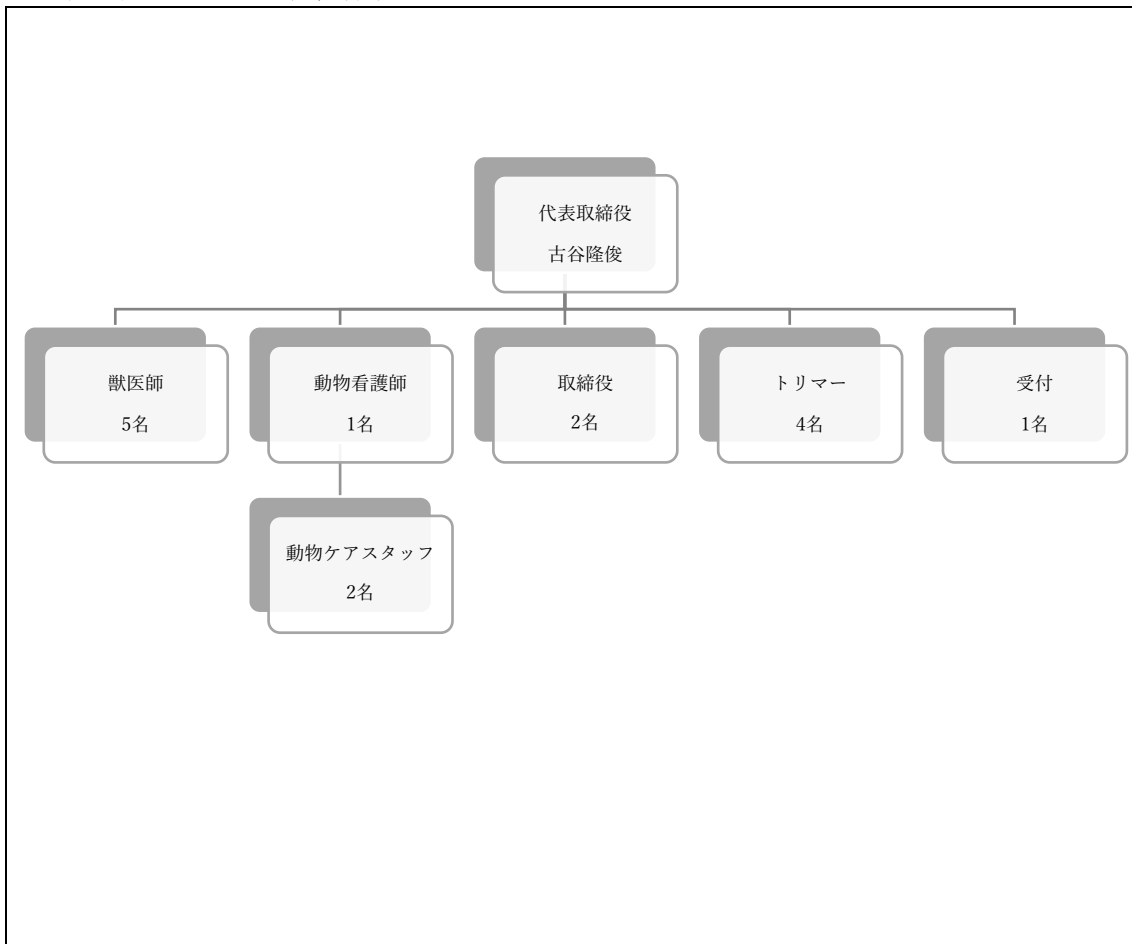 代表取締役
古谷隆俊
獣医師
5名
動物看護師
1名
取締役
2名
トリマー
4名
受付
1名
動物ケアスタッフ
2名